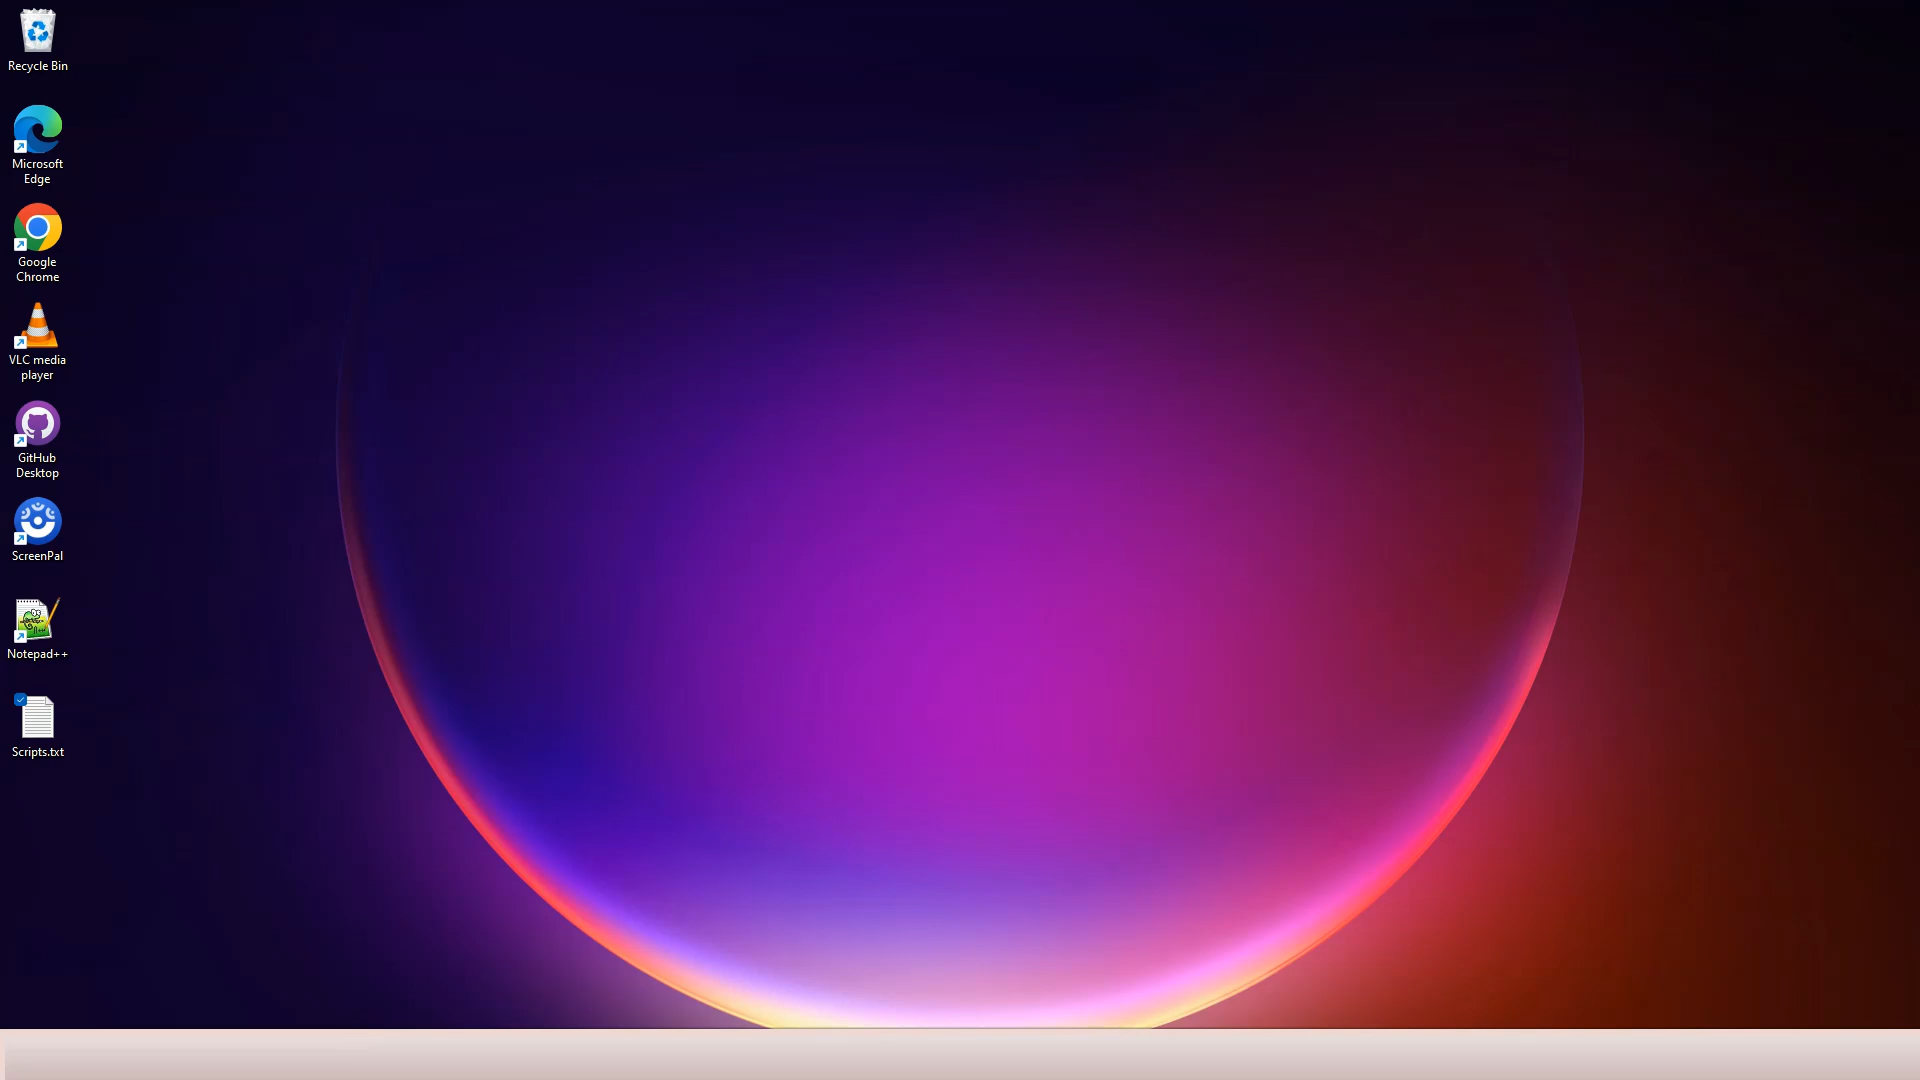 Recycle Bin
Microsoft
Edge
Google
Chrome
VLC media
player
GitHub
Desktop
ScreenPal
Notepad++
Scripts.txt